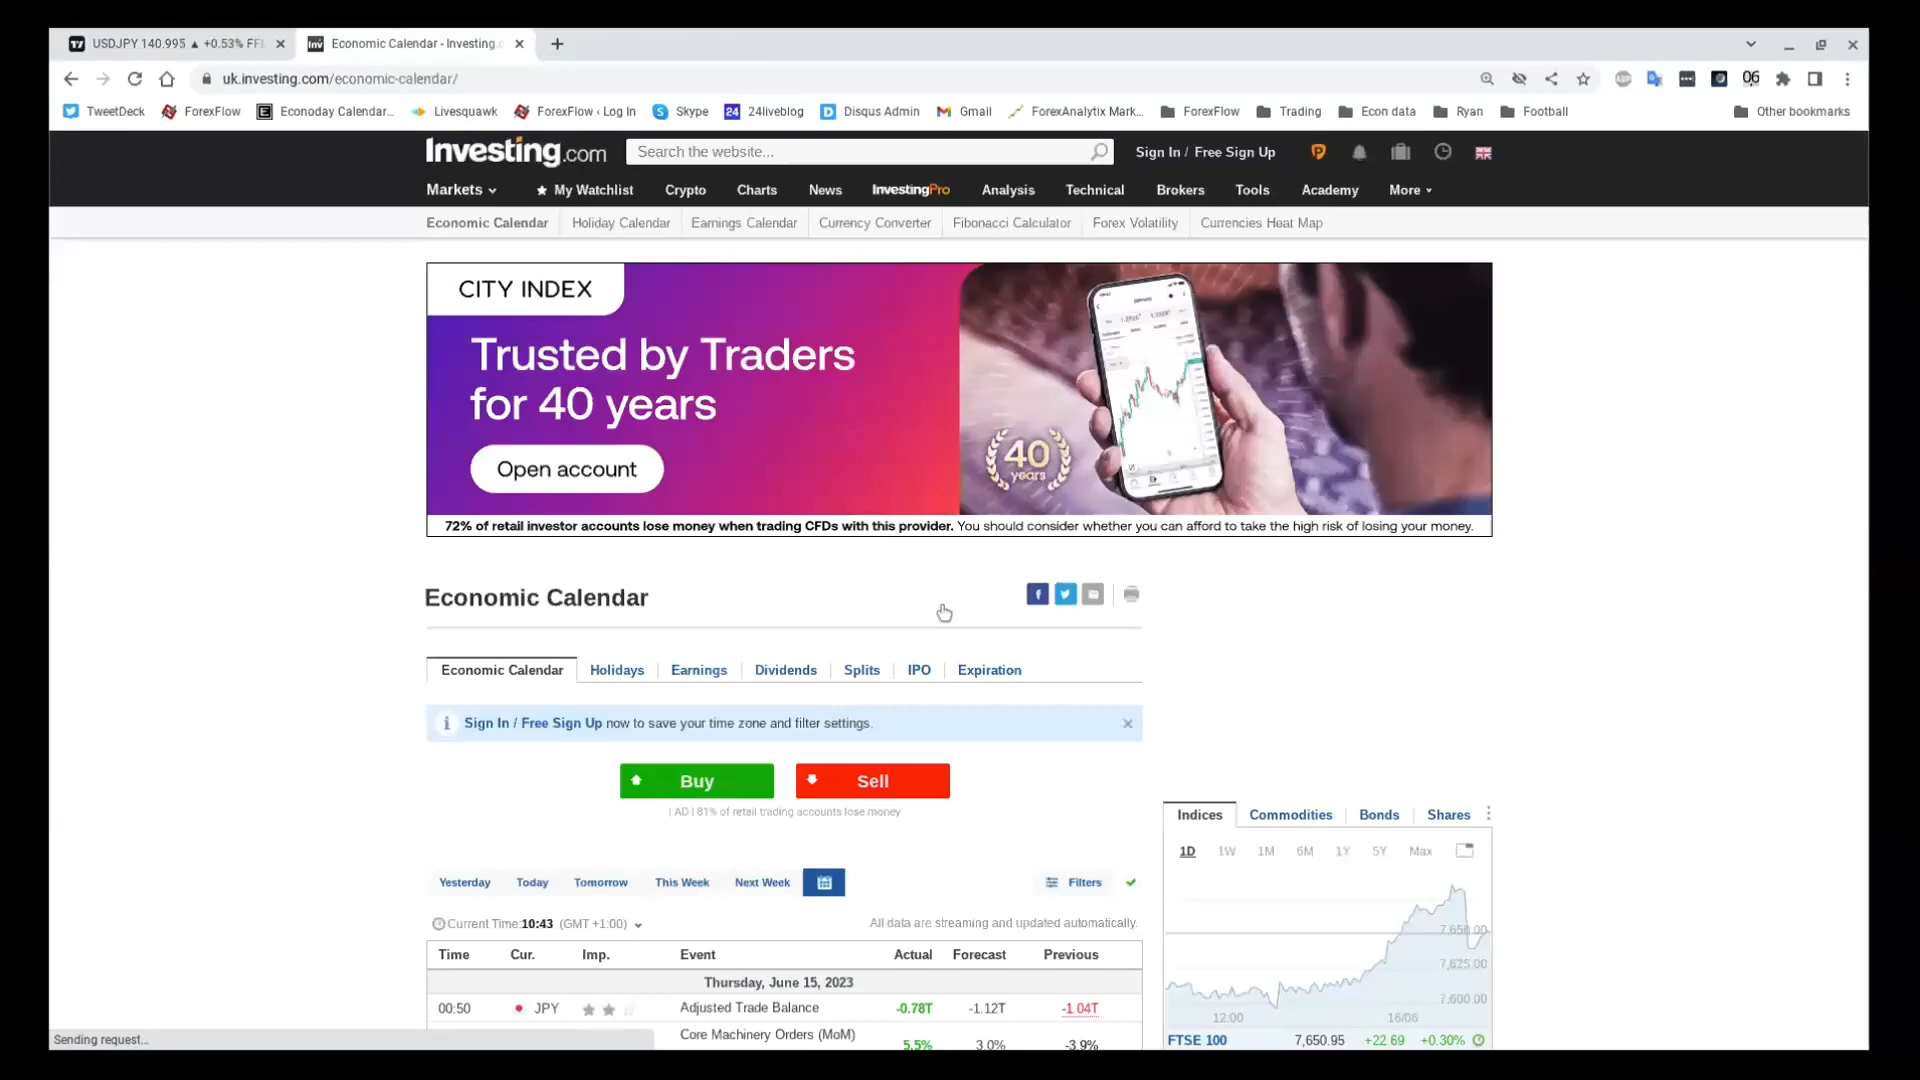 USDJPY 140.995 ▲ +0.53% FFL
Economic Calendar - Investing.c
uk.investing.com/economic-calendar/
06
TweetDeck ForexFlow Econoday Calendar... Livesquawk ForexFlow ‹ Log In Skype 24 24liveblog Disqus Admin Gmail ForexAnalytix Mark... ForexFlow Trading Econ data Ryan Football Other bookmarks
Investing.com Search the website... Sign In / Free Sign Up
Markets My Watchlist Crypto Charts News InvestingPro Analysis Technical Brokers Tools Academy More
Economic Calendar Holiday Calendar Earnings Calendar Currency Converter Fibonacci Calculator Forex Volatility Currencies Heat Map
CITY INDEX
Trusted by Traders
for 40 years
Open account
40
years
72% of retail investor accounts lose money when trading CFDs with this provider. You should consider whether you can afford to take the high risk of losing your money.
Economic Calendar
Economic Calendar Holidays Earnings Dividends Splits IPO Expiration
Sign In / Free Sign Up now to save your time zone and filter settings.
Buy Sell
| AD | 81% of retail trading accounts lose money
Indices Commodities Bonds Shares
1D 1W 1M 6M 1Y 5Y Max
Yesterday Today Tomorrow This Week Next Week Filters
Current Time:10:43 (GMT +1:00) All data are streaming and updated automatically.
7,650.00
Time Cur. Imp. Event Actual Forecast Previous
7,625.00
Thursday, June 15, 2023
7,600.00
00:50 JPY Adjusted Trade Balance -0.78T -1.12T -1.04T
12:00 16/06
Core Machinery Orders (MoM)
5.5% 3.0% -3.9%
FTSE 100 7,650.95 +22.69 +0.30%
Sending request...